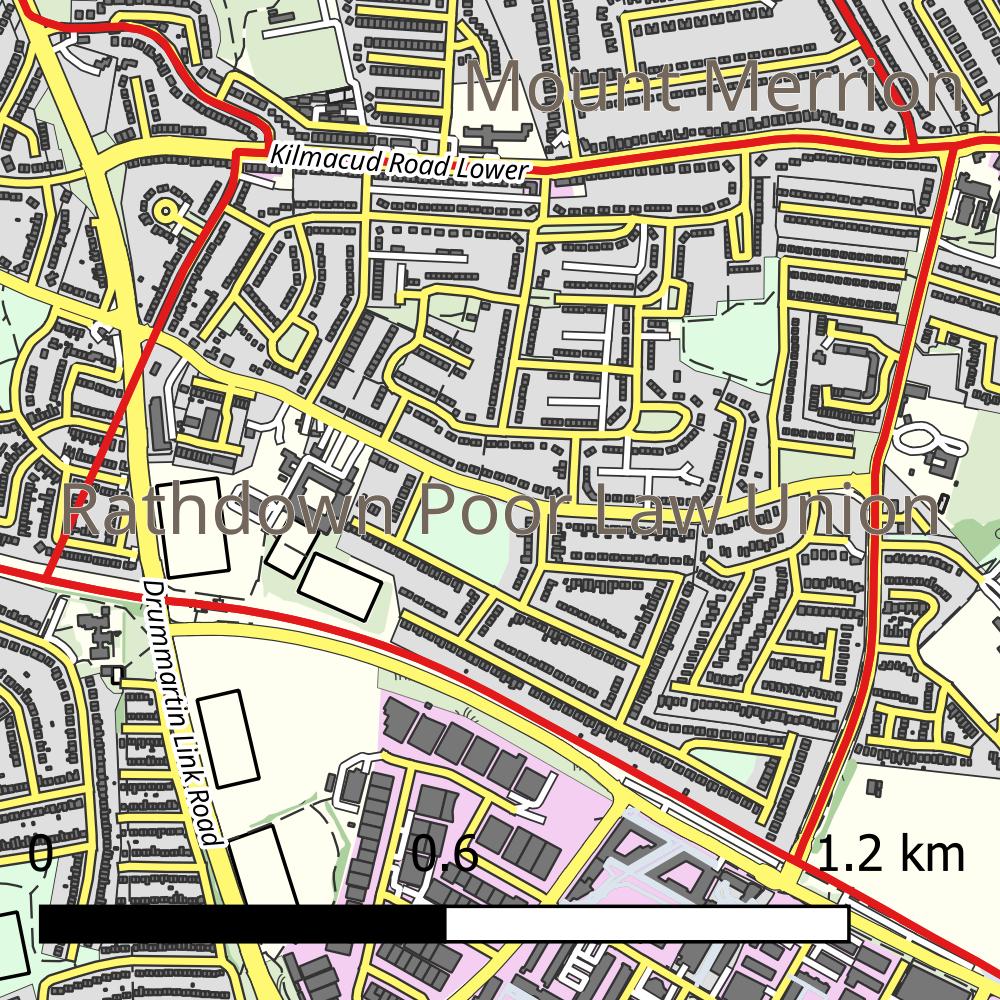 Mount Merrion
Kilmacud Road Lower
Rathdown Poor Law Union
Drummartin Link Road
0 0.6 1.2 km